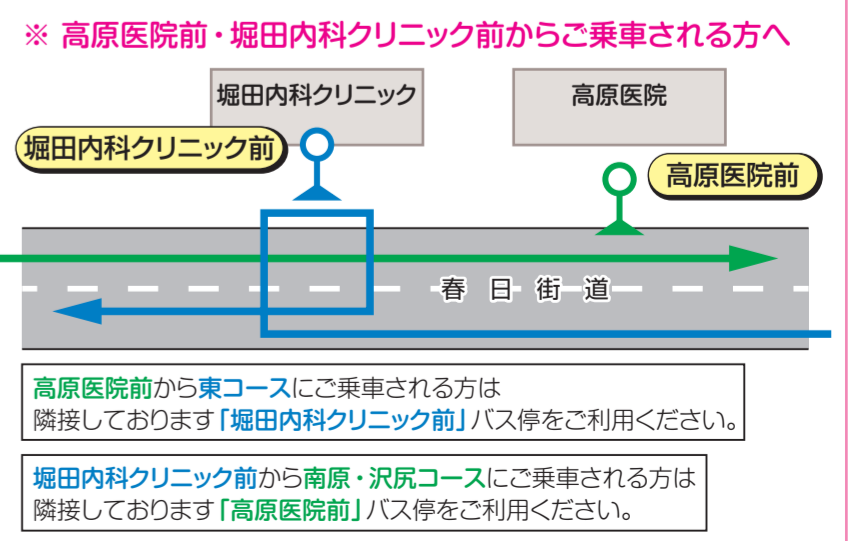 ※ 高原医院前・堀田内科クリニック前からご乗車される方へ
堀田内科クリニック
高原医院
堀田内科クリニック前
高原医院前
春日街道
高原医院前から東コースにご乗車される方は
隣接しております「堀田内科クリニック前」バス停をご利用ください。
堀田内科クリニック前から南原・沢尻コースにご乗車される方は
隣接しております「高原医院前」バス停をご利用ください。